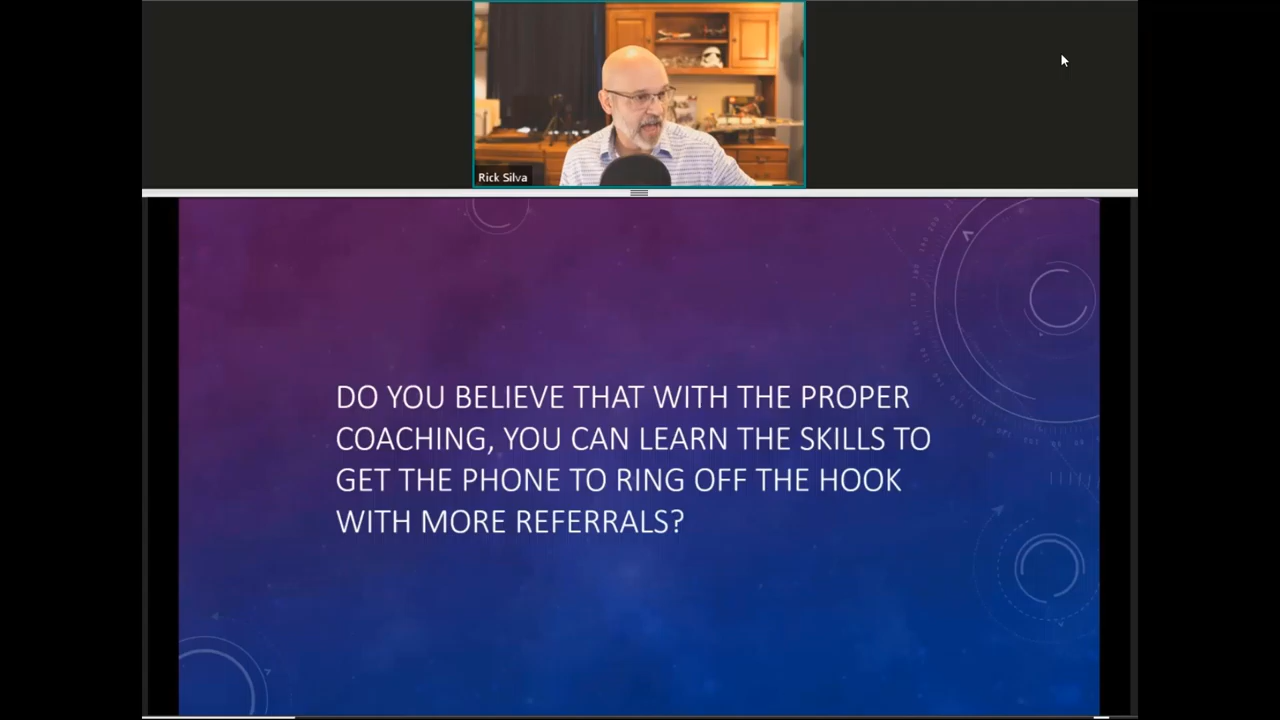 Rick Silva
DO YOU BELIEVE THAT WITH THE PROPER
COACHING, YOU CAN LEARN THE SKILLS TO
GET THE PHONE TO RING OFF THE HOOK
WITH MORE REFERRALS?